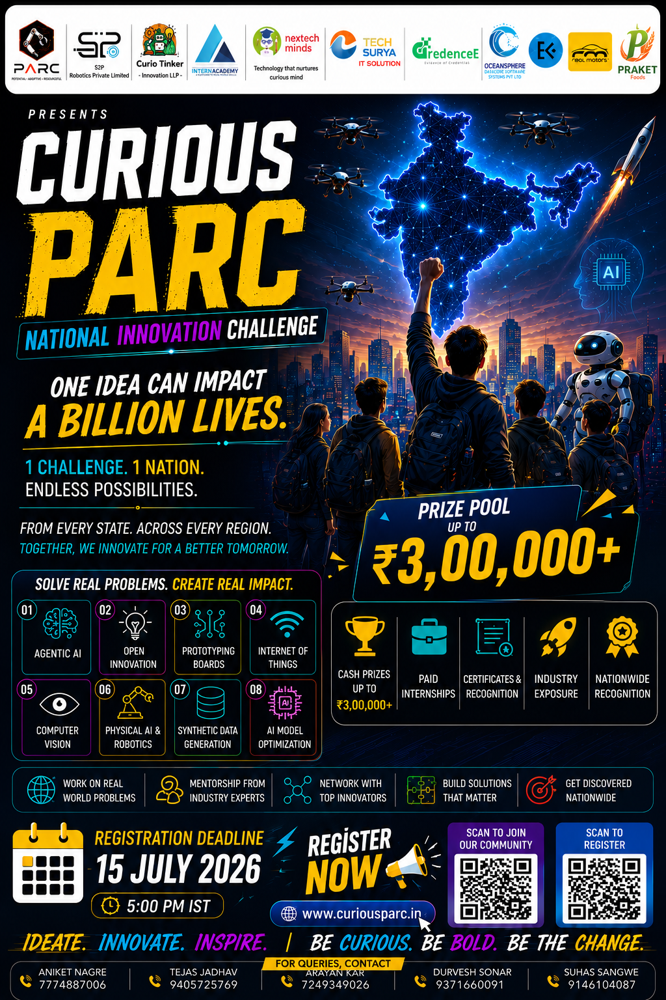 PARC
POTENTIAL - ADAPTIVE - RESOURCEFUL
S2P
Robotics Private Limited
Curio Tinker
- Innovation LLP -
INTERNACADEMY
nextech
minds
Technology that nurtures
curious mind
TECH
SURYA
IT SOLUTION
CredenceE
Evidence of Credential
OCEANSPHERE
DATACORE SOFTWARE
SYSTEMS PVT LTD
EK
real motors
PRAKET
Foods
PRESENTS
CURIOUS
PARC
NATIONAL INNOVATION CHALLENGE
AI
ONE IDEA CAN IMPACT
A BILLION LIVES.
1 CHALLENGE. 1 NATION.
ENDLESS POSSIBILITIES.
FROM EVERY STATE. ACROSS EVERY REGION.
TOGETHER, WE INNOVATE FOR A BETTER TOMORROW.
PRIZE POOL
UP TO
₹3,00,000+
SOLVE REAL PROBLEMS. CREATE REAL IMPACT.
01
AGENTIC AI
02
OPEN
INNOVATION
03
PROTOTYPING
BOARDS
04
INTERNET OF
THINGS
05
COMPUTER
VISION
06
PHYSICAL AI &
ROBOTICS
07
SYNTHETIC DATA
GENERATION
08
AI
AI MODEL
OPTIMIZATION
CASH PRIZES
UP TO
₹3,00,000+
PAID
INTERNSHIPS
CERTIFICATES &
RECOGNITION
INDUSTRY
EXPOSURE
NATIONWIDE
RECOGNITION
WORK ON REAL
WORLD PROBLEMS
MENTORSHIP FROM
INDUSTRY EXPERTS
NETWORK WITH
TOP INNOVATORS
BUILD SOLUTIONS
THAT MATTER
GET DISCOVERED
NATIONWIDE
REGISTRATION DEADLINE
15 JULY 2026
5:00 PM IST
REGISTER
NOW
www.curiousparc.in
SCAN TO JOIN
OUR COMMUNITY
SCAN TO
REGISTER
IDEATE. INNOVATE. INSPIRE. | BE CURIOUS. BE BOLD. BE THE CHANGE.
FOR QUERIES, CONTACT
ANIKET NAGRE
7774887006
TEJAS JADHAV
9405725769
ARAYAN KAR
7249349026
DURVESH SONAR
9371660091
SUHAS SANGWE
9146104087